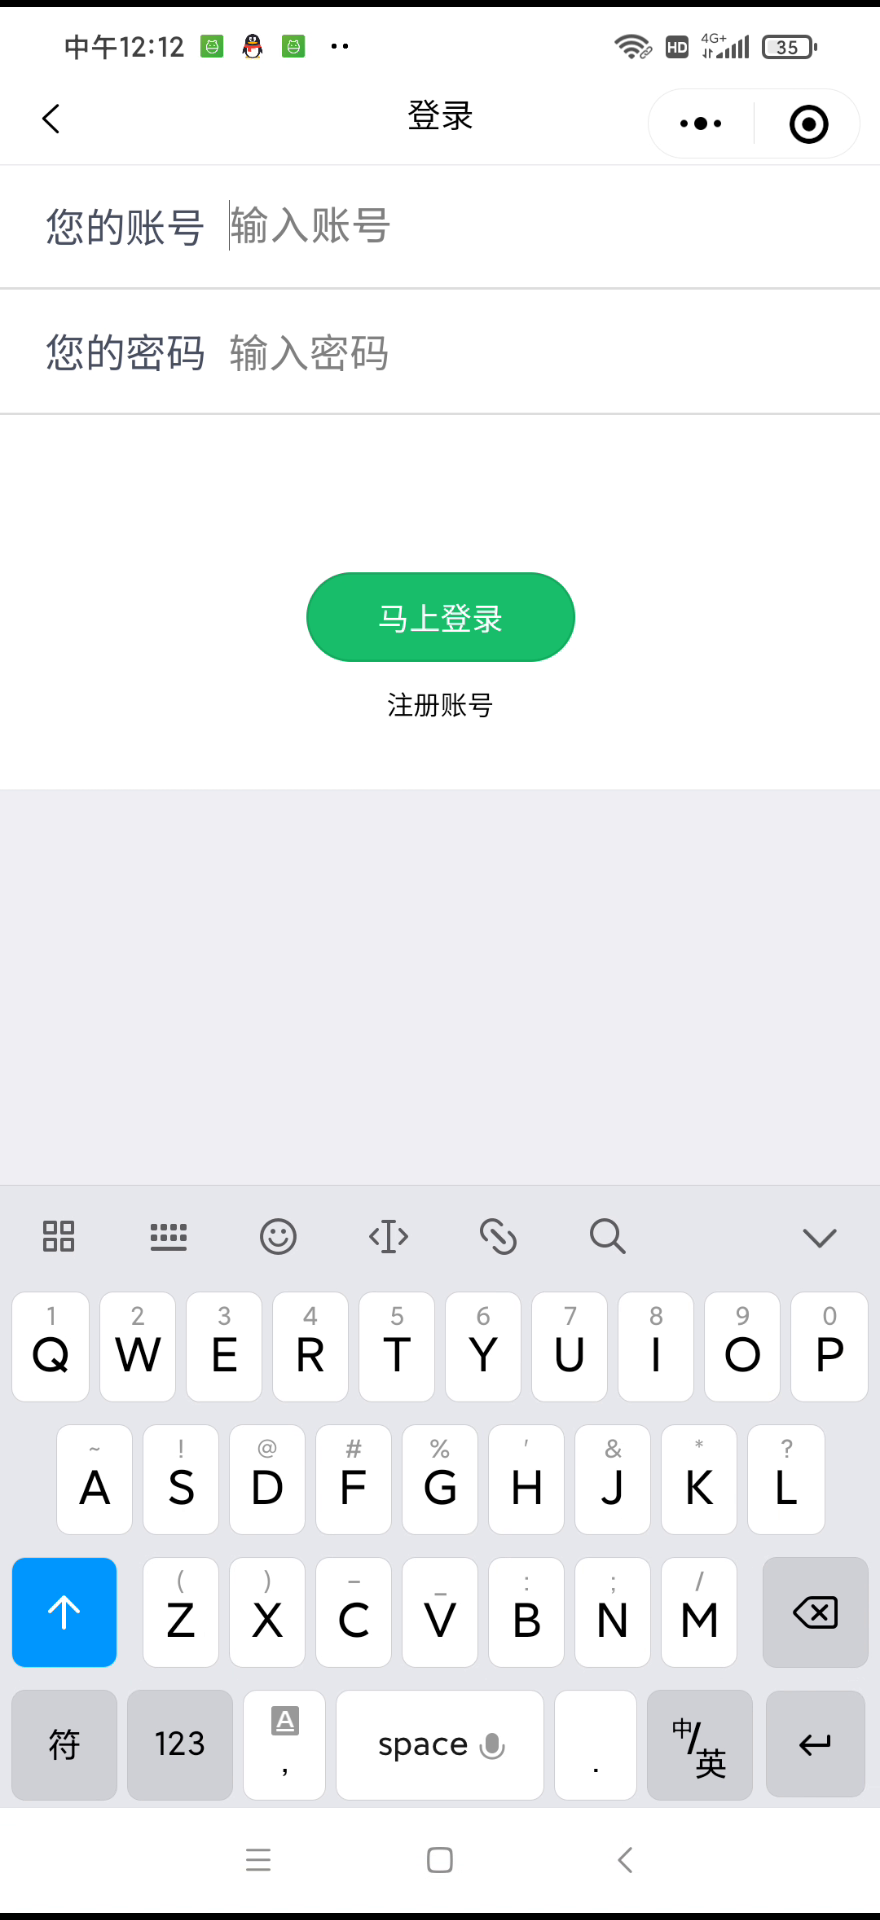 中午12:12 HD 4G+ 35
登录
您的账号 输入账号
您的密码 输入密码
马上登录
注册账号
1 2 3 4 5 6 7 8 9 0
Q W E R T Y U I O P
~ ! @ # % ' & * ?
A S D F G H J K L
( ) – _ : ; /
Z X C V B N M
符 123 A , space . 中/英